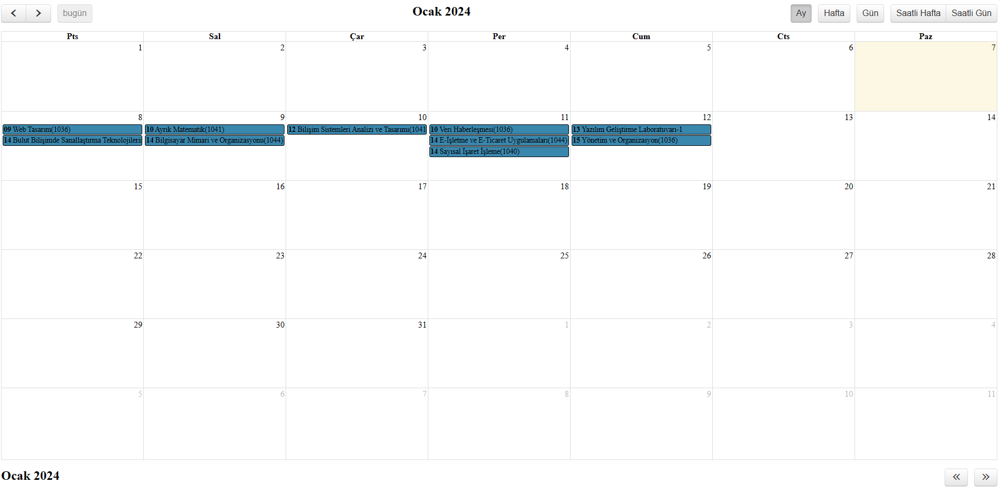 bugün
Ocak 2024
Ay Hafta Gün Saatli Hafta Saatli Gün
Pts Sal Çar Per Cum Cts Paz
1 2 3 4 5 6 7
8 9 10 11 12 13 14
09 Web Tasarım(1036)
14 Bulut Bilişimde Sanallaştırma
10 Ayrık Matematik(1041)
14 Bilgisayar Mimari ve Organizasyonu(1044)
12 Bilişim Sistemleri Analizi ve Tasarımı(1041
10 Veri Haberleşmesi(1036)
14 E-İşletme ve E-Ticaret Uygulamaları(1044)
14 Sayısal İşaret İşleme(1040)
13 Yazılım Geliştirme Laboratuvarı-1
15 Yönetim ve Organizasyon(1036)
15 16 17 18 19 20 21
22 23 24 25 26 27 28
29 30 31 1 2 3 4
5 6 7 8 9 10 11
Ocak 2024